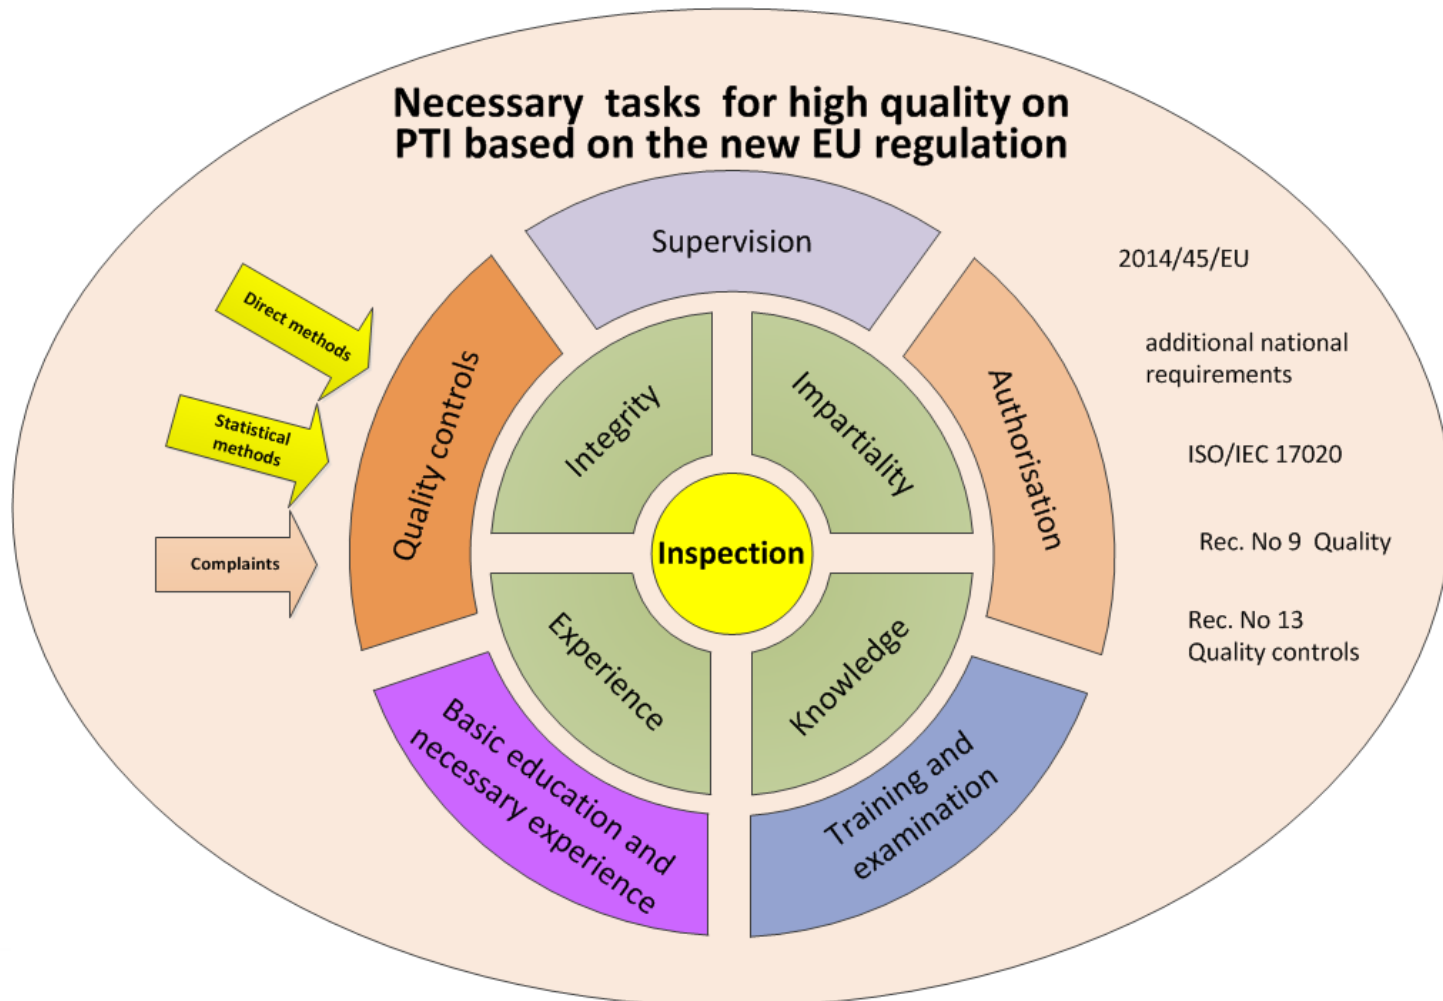 Necessary tasks for high quality on
PTI based on the new EU regulation
Supervision
2014/45/EU
Direct methods
additional national
requirements
Quality controls
Integrity
Impartiality
Authorisation
Statistical
methods
ISO/IEC 17020
Inspection
Rec. No 9 Quality
Complaints
Rec. No 13
Quality controls
Experience
Knowledge
Basic education and
necessary experience
Training and
examination